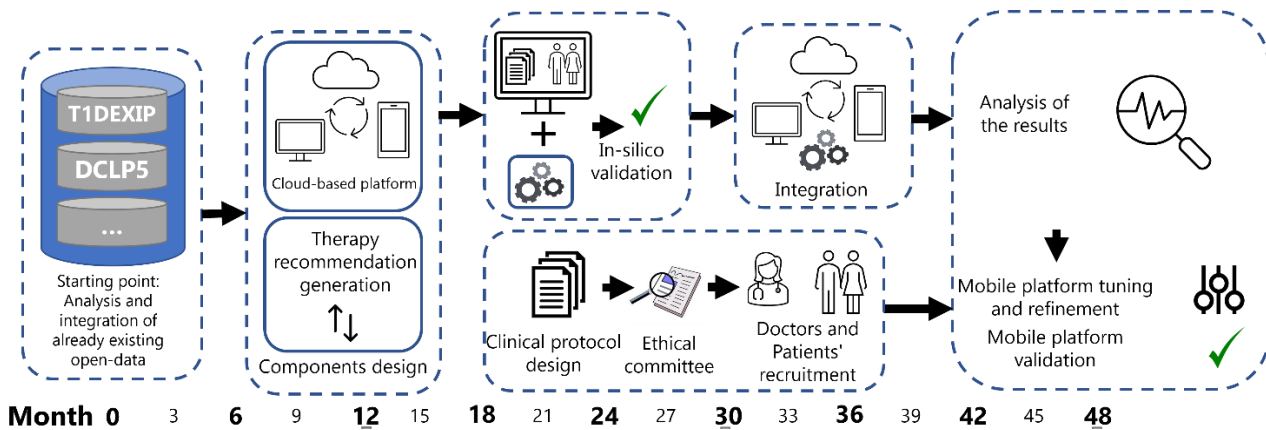 T1DEXIP
DCLP5
...
Starting point:
Analysis and
integration of
already existing
open-data
Cloud-based platform
Therapy
recommendation
generation
Components design
+
In-silico
validation
Integration
Clinical protocol
design
Ethical
committee
Doctors and
Patients'
recruitment
Analysis of
the results
Mobile platform tuning
and refinement
Mobile platform
validation
Month 0 3 6 9 12 15 18 21 24 27 30 33 36 39 42 45 48